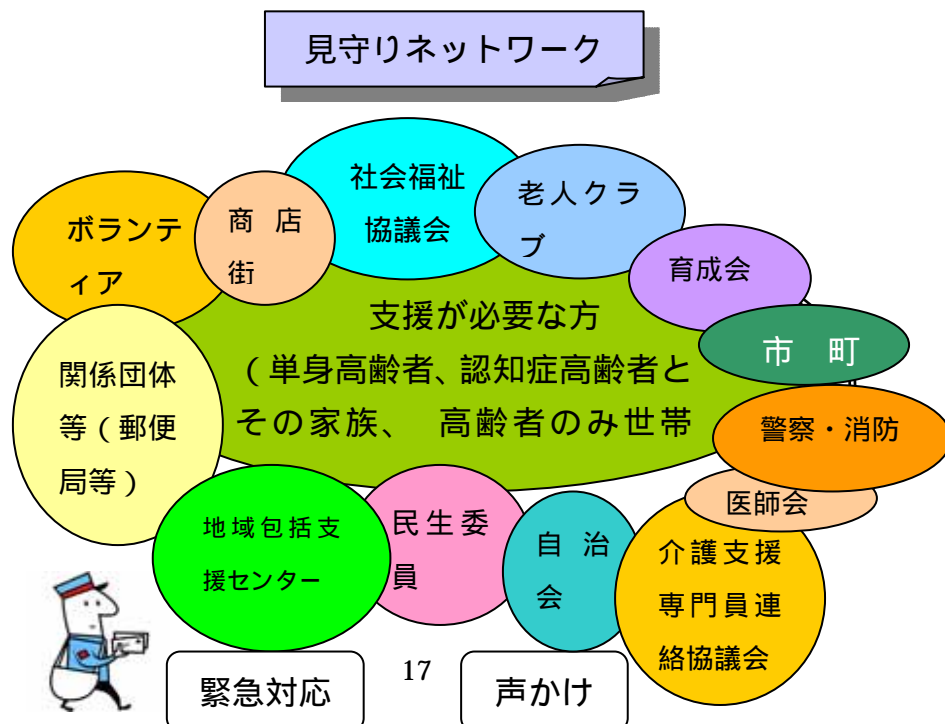 見守りネットワーク
社会福祉
協議会
老人クラ
ブ
商店
街
ボランテ
ィア
育成会
支援が必要な方
（単身高齢者、認知症高齢者と
その家族、　高齢者のみ世帯
市　町
関係団体
等（郵便
局等）
警察・消防
医師会
地域包括支
援センター
民生委
員
自治
会
介護支援
専門員連
絡協議会
緊急対応
17
声かけ